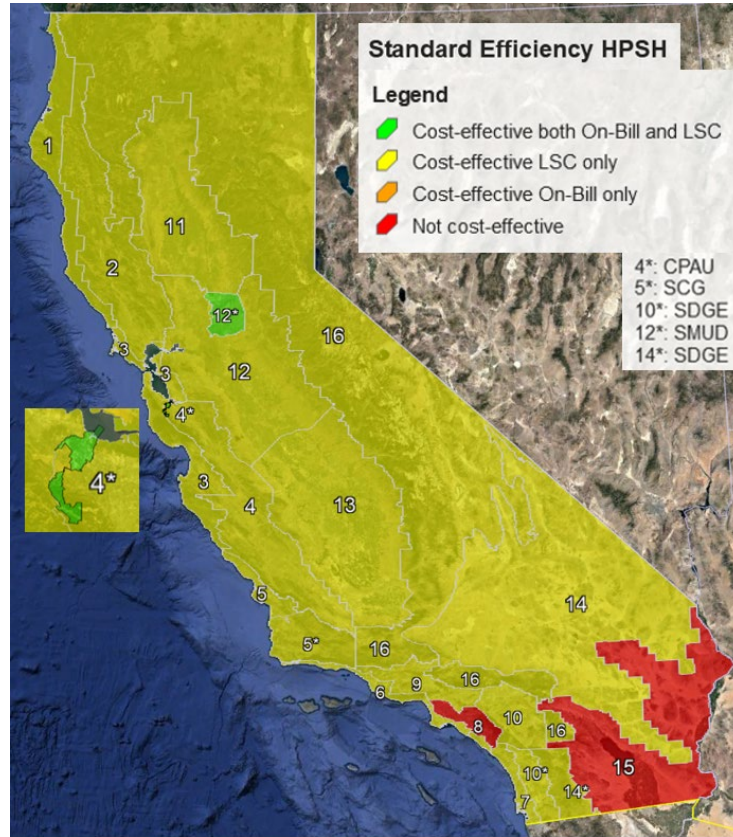 Standard Efficiency HPSH
Legend
Cost-effective both On-Bill and LSC
Cost-effective LSC only
Cost-effective On-Bill only
Not cost-effective
4*: CPAU
5*: SCG
10*: SDGE
12*: SMUD
14*: SDGE
1
11
2
12*
16
3
3
12
4*
4*
3
4
13
5
14
5*
16
16
6
9
8
10
16
15
10*
7
14*